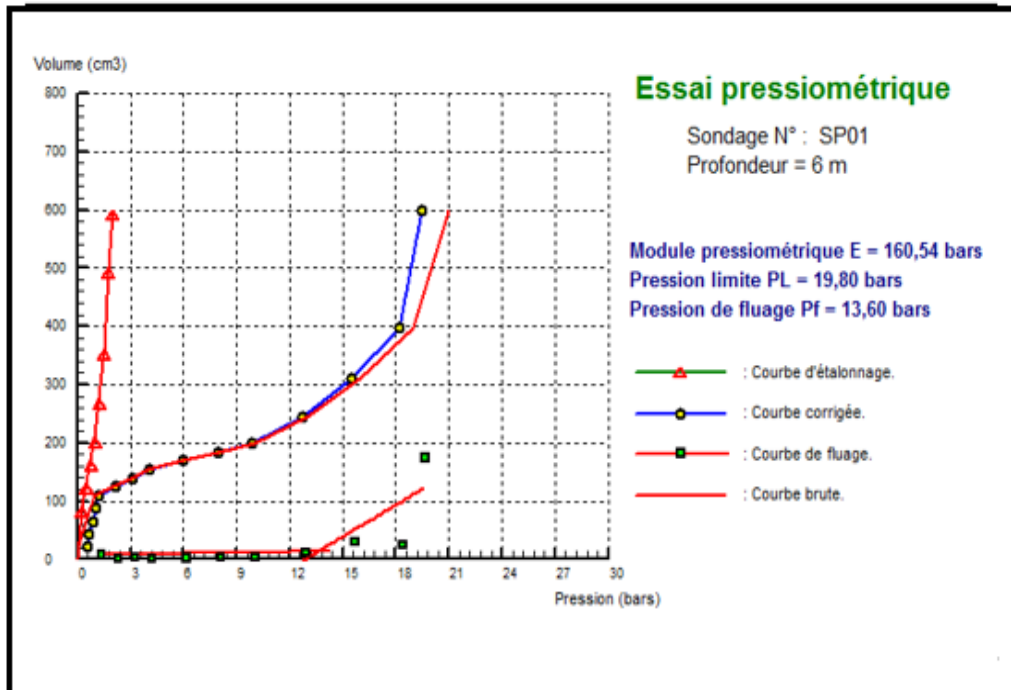 Volume (cm3)
800
700
600
500
400
300
200
100
0
0 3 6 9 12 15 18 21 24 27 30
Pression (bars)
Essai pressiométrique
Sondage N° : SP01
Profondeur = 6 m
Module pressiométrique E = 160,54 bars
Pression limite PL = 19,80 bars
Pression de fluage Pf = 13,60 bars
: Courbe d'étalonnage.
: Courbe corrigée.
: Courbe de fluage.
: Courbe brute.